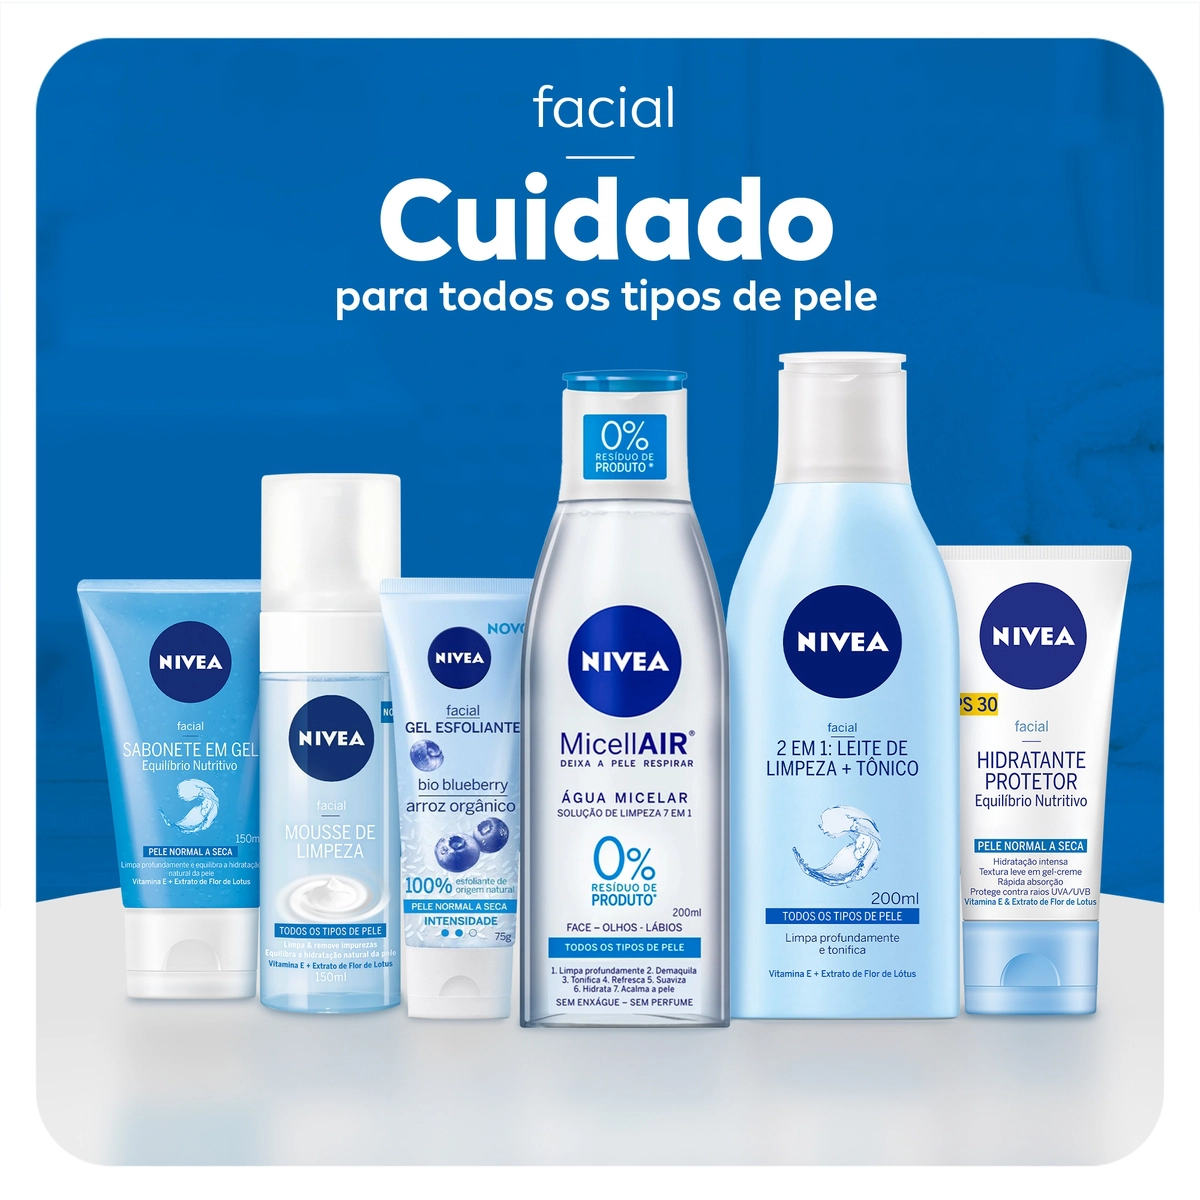 facial
Cuidado
para todos os tipos de pele
NIVEA
facial
SABONETE EM GEL
Equilíbrio Nutritivo
150m
PELE NORMAL A SECA
Limpa profundamente e equilibra a hidratação
natural da pele
Vitamina E + Extrato de Flor de Lotus
NO
NIVEA
facial
MOUSSE DE
LIMPEZA
TODOS OS TIPOS DE PELE
Limpa & remove impurezas
Equilibra a hidratação natural da pele
Vitamina E + Extrato de Flor de Lotus
150ml
NOVO
NIVEA
facial
GEL ESFOLIANTE
bio blueberry
arroz orgânico
100% esfoliante de
origem natural
PELE NORMAL A SECA
INTENSIDADE
75g
0%
RESÍDUO DE
PRODUTO*
NIVEA
MicellAIR®
DEIXA A PELE RESPIRAR
ÁGUA MICELAR
SOLUÇÃO DE LIMPEZA 7 EM 1
0%
RESÍDUO DE
PRODUTO*
200ml
FACE – OLHOS - LÁBIOS
TODOS OS TIPOS DE PELE
1. Limpa profundamente 2. Demaquila
3. Tonifica 4. Refresca 5. Suaviza
6. Hidrata 7. Acalma a pele
SEM ENXÁGUE – SEM PERFUME
NIVEA
facial
2 EM 1: LEITE DE
LIMPEZA + TÔNICO
200ml
TODOS OS TIPOS DE PELE
Limpa profundamente
e tonifica
Vitamina E + Extrato de Flor de Lótus
NIVEA
PS 30
facial
HIDRATANTE
PROTETOR
Equilíbrio Nutritivo
PELE NORMAL A SECA
Hidratação intensa
Textura leve em gel-creme
Rápida absorção
Protege contra raios UVA/UVB
Vitamina E & Extrato de Flor de Lotus